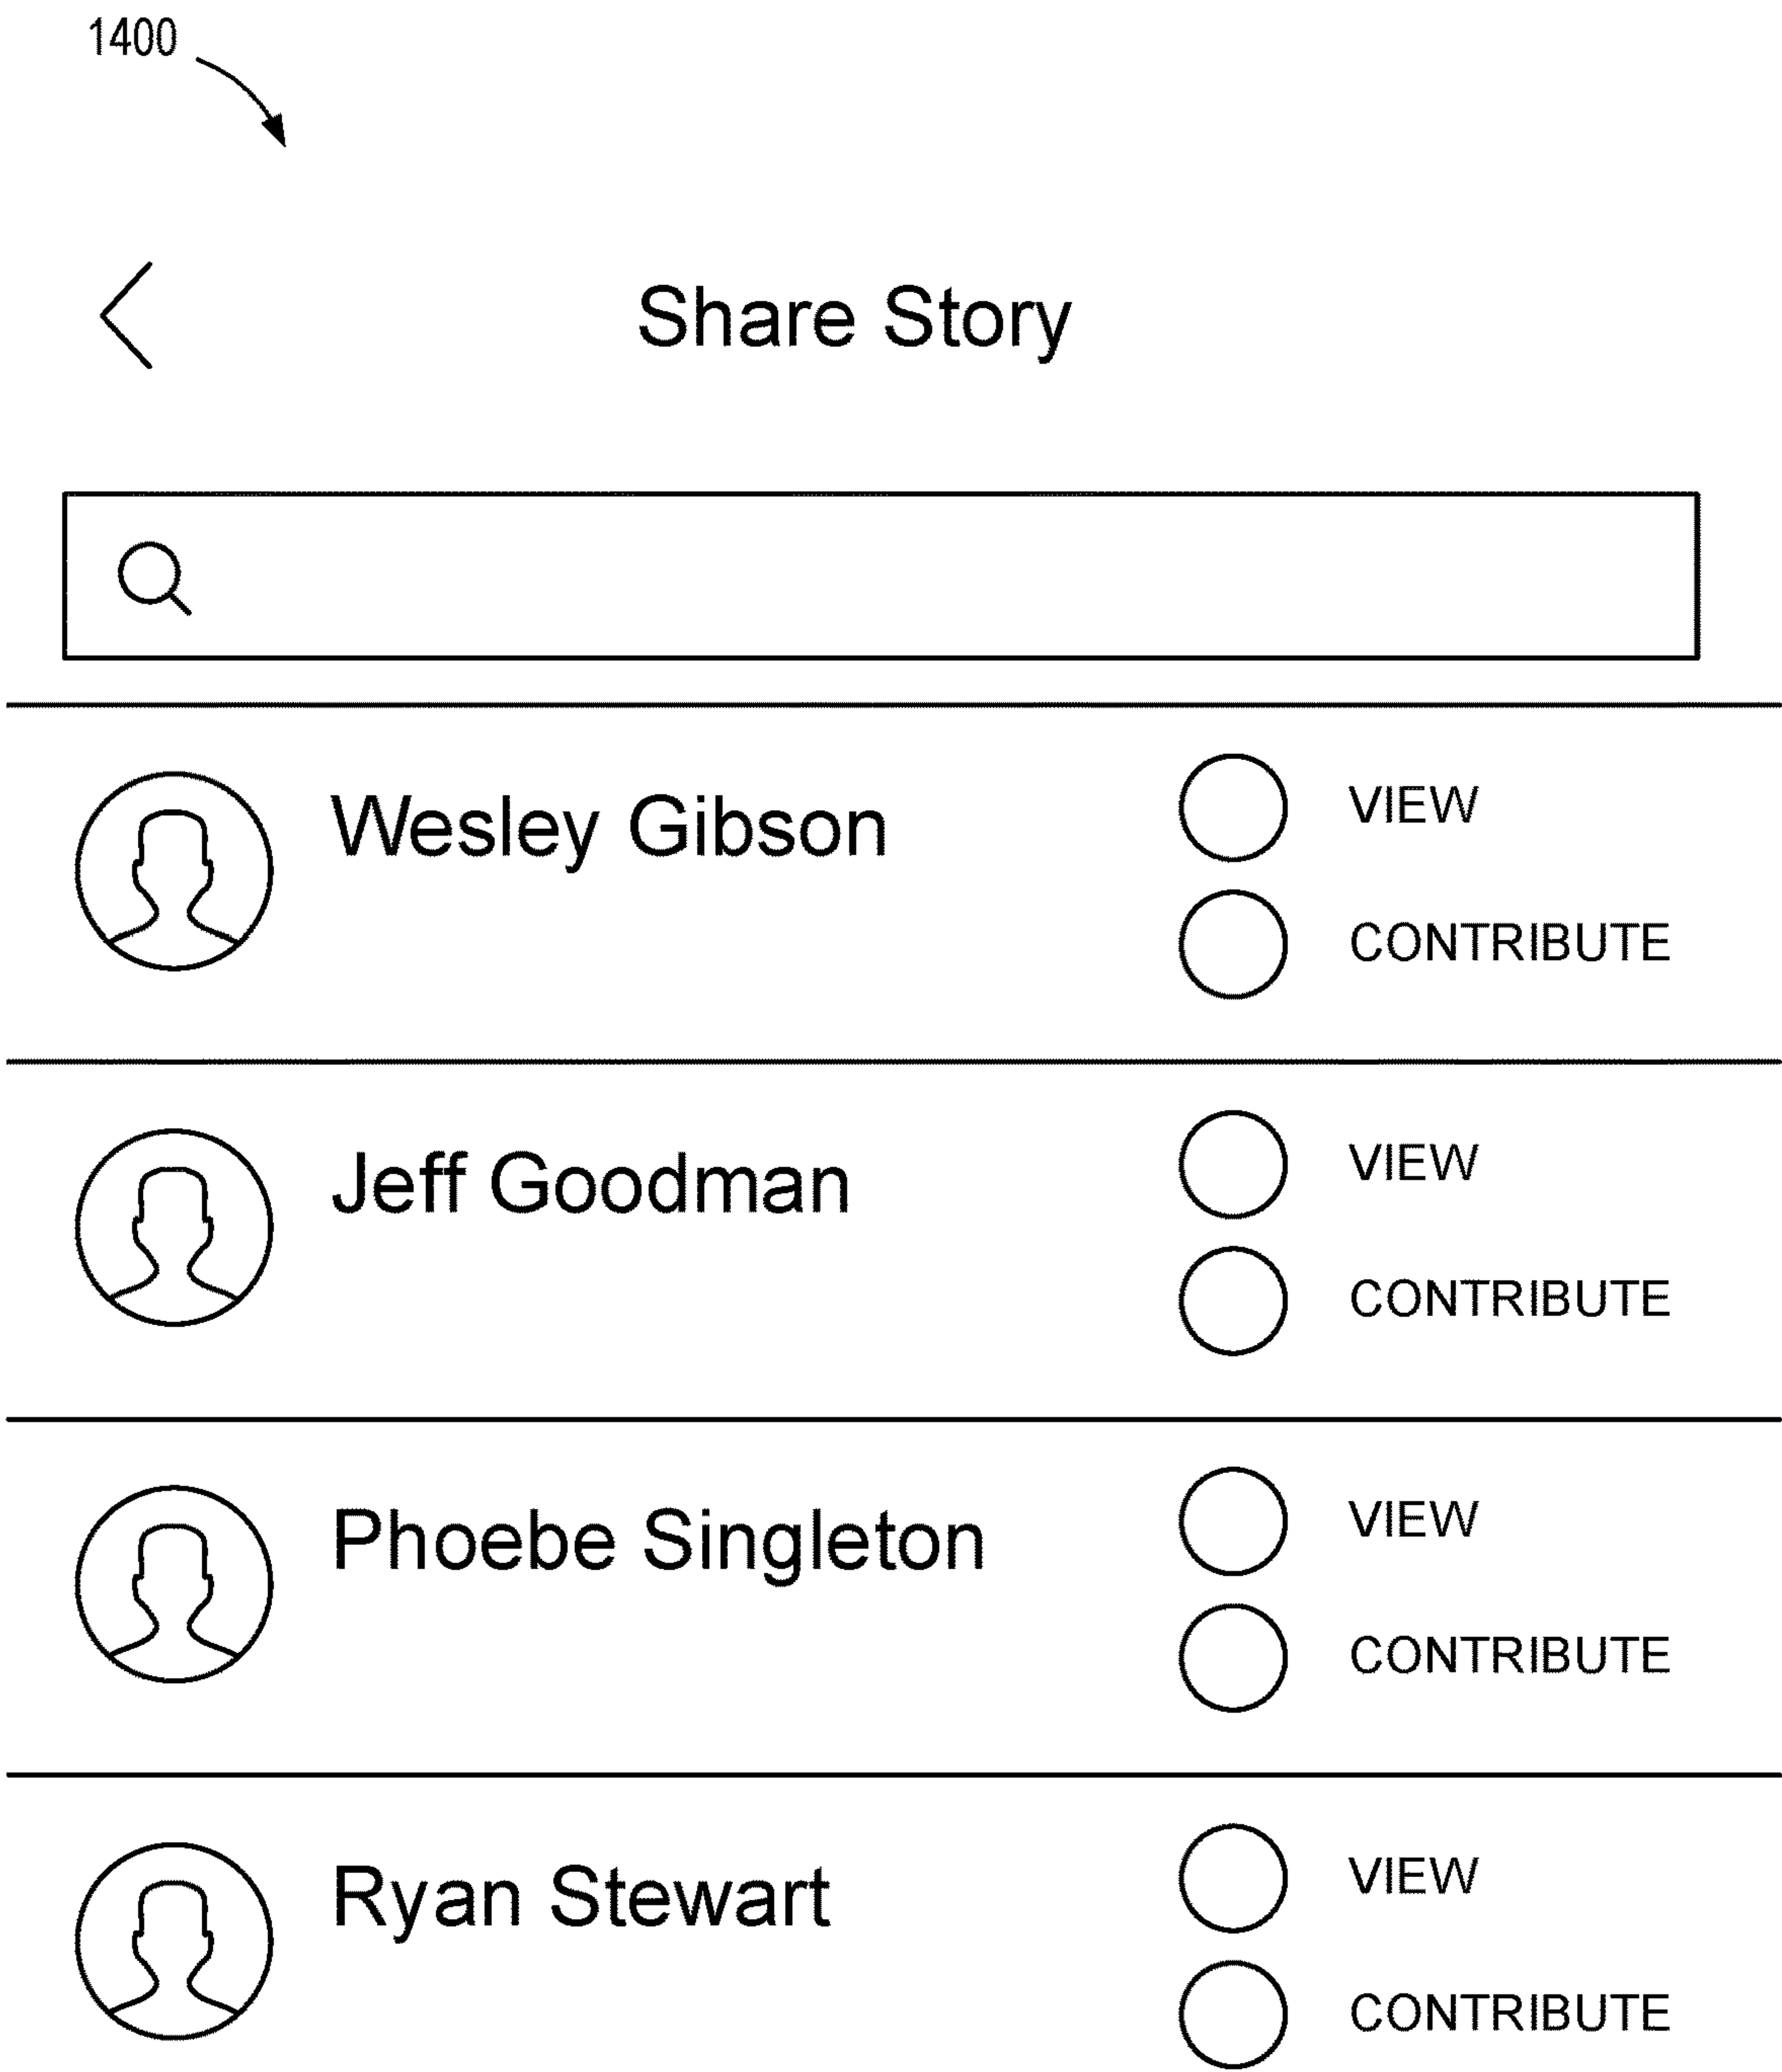 1400
Share Story
Wesley Gibson
VIEW
CONTRIBUTE
Jeff Goodman
VIEW
CONTRIBUTE
Phoebe Singleton
VIEW
CONTRIBUTE
Ryan Stewart
VIEW
CONTRIBUTE